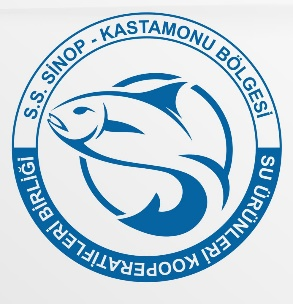 S.S. SİNOP - KASTAMONU BÖLGESİ
SU ÜRÜNLERİ KOOPERATİFLERİ BİRLİĞİ